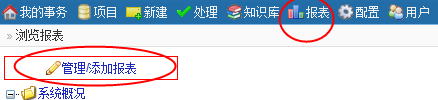 我的事务 项目 新建 处理 知识库 报表 配置 用户
» 浏览报表
管理/添加报表
系统概况